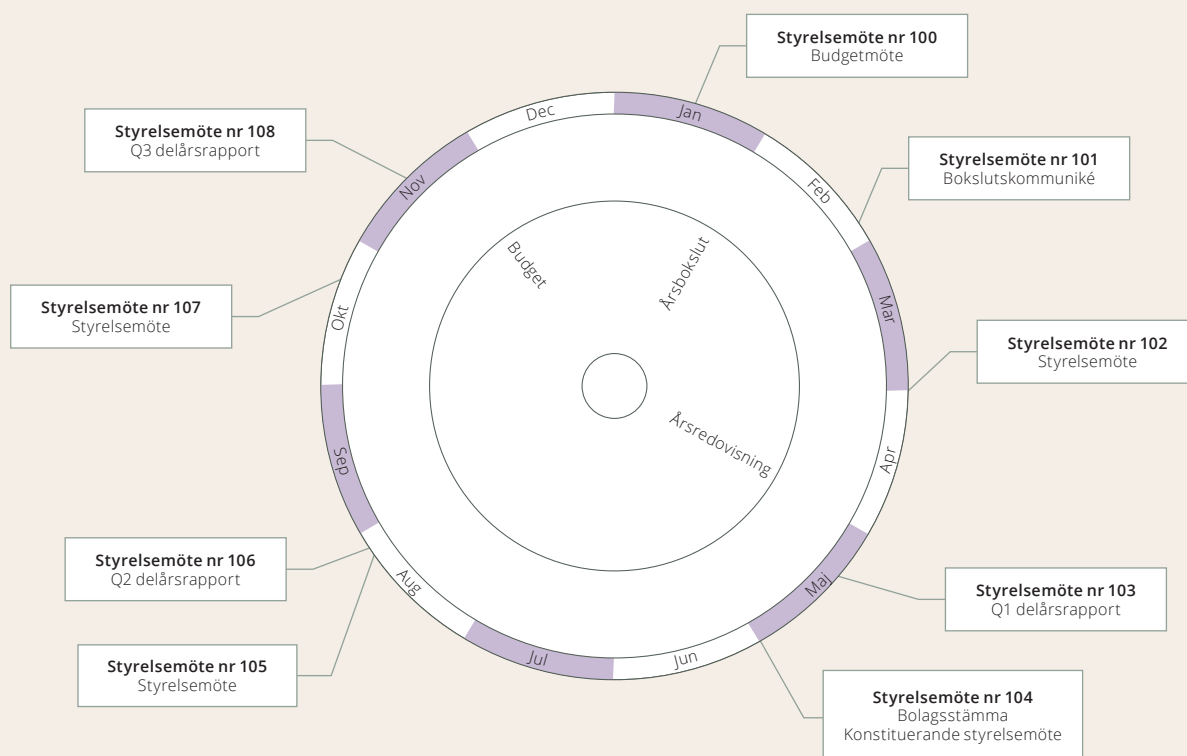 Styrelsemöte nr 100
Budgetmöte
Styrelsemöte nr 101
Bokslutskommuniké
Styrelsemöte nr 102
Styrelsemöte
Styrelsemöte nr 103
Q1 delårsrapport
Styrelsemöte nr 104
Bolagsstämma
Konstituerande styrelsemöte
Styrelsemöte nr 105
Styrelsemöte
Styrelsemöte nr 106
Q2 delårsrapport
Styrelsemöte nr 107
Styrelsemöte
Styrelsemöte nr 108
Q3 delårsrapport
Jan
Feb
Mar
Apr
Maj
Jun
Jul
Aug
Sep
Okt
Nov
Dec
Budget
Årsbokslut
Årsredovisning